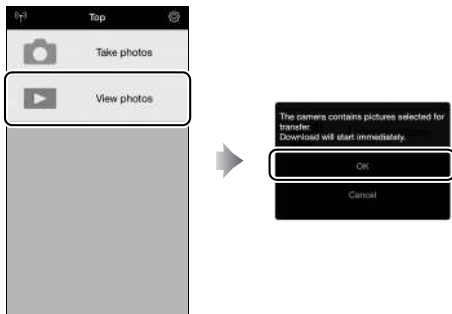 Top
Take photos
View photos
The camera contains pictures selected for
transfer.
Download will start immediately.
OK
Cancel